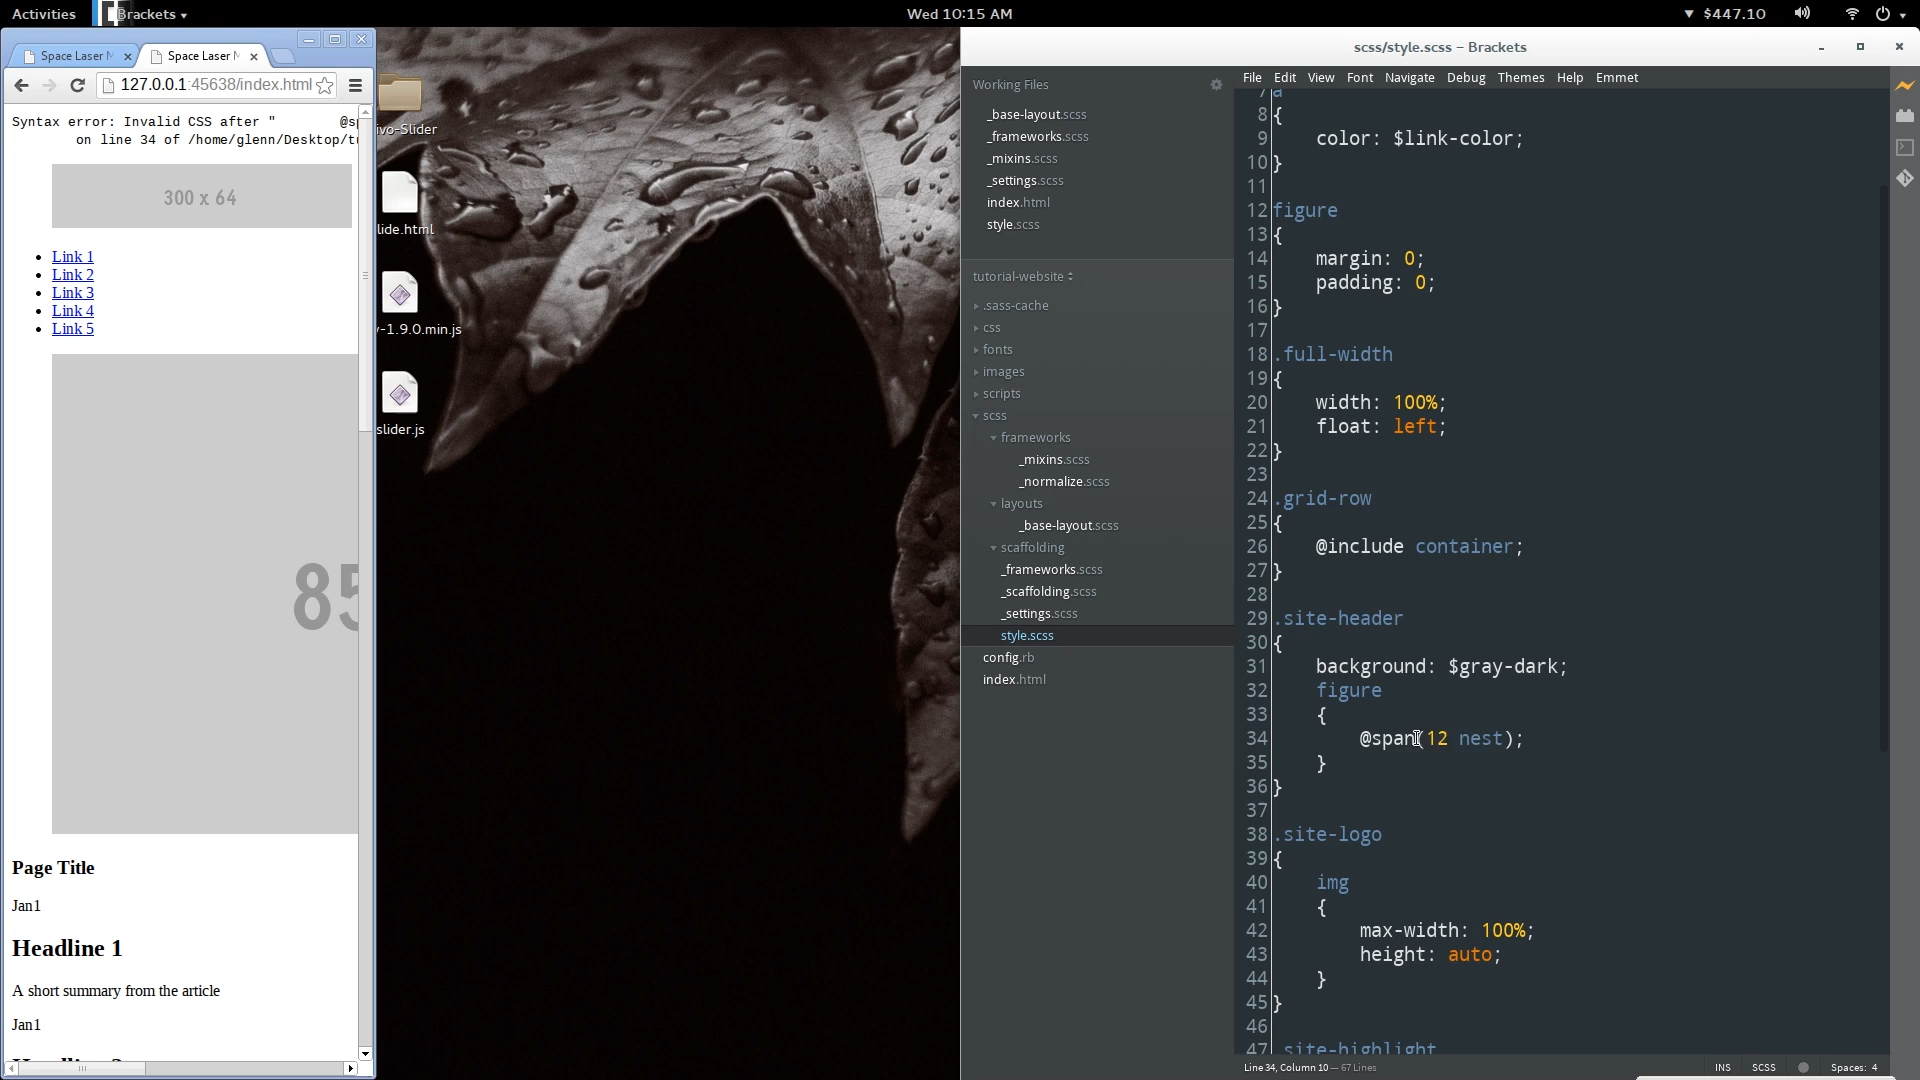 Activities
Brackets
Wed 10:15 AM
$447.10
Space Laser
Space Laser
127.0.0.1:45638/index.html
Syntax error: Invalid CSS after "
on line 34 of /home/glenn/Desktop/
300 x 64
Link 1
Link 2
Link 3
Link 4
Link 5
85
Page Title
Jan1
Headline 1
A short summary from the article
Jan1
ivo-Slider
lide.html
-1.9.0.min.js
slider.js
scss/style.scss – Brackets
Working Files
_base-layout.scss
_frameworks.scss
_mixins.scss
_settings.scss
index.html
style.scss
tutorial-website
.sass-cache
css
fonts
images
scripts
scss
frameworks
_mixins.scss
_normalize.scss
layouts
_base-layout.scss
scaffolding
_frameworks.scss
_scaffolding.scss
_settings.scss
style.scss
config.rb
index.html
File Edit View Font Navigate Debug Themes Help Emmet
7 a
8 {
9 color: $link-color;
10 }
11
12 figure
13 {
14 margin: 0;
15 padding: 0;
16 }
17
18 .full-width
19 {
20 width: 100%;
21 float: left;
22 }
23
24 .grid-row
25 {
26 @include container;
27 }
28
29 .site-header
30 {
31 background: $gray-dark;
32 figure
33 {
34 @span(12 nest);
35 }
36 }
37
38 .site-logo
39 {
40 img
41 {
42 max-width: 100%;
43 height: auto;
44 }
45 }
46
47 .site-highlight
Line 34, Column 10 — 67 Lines
INS SCSS Spaces: 4